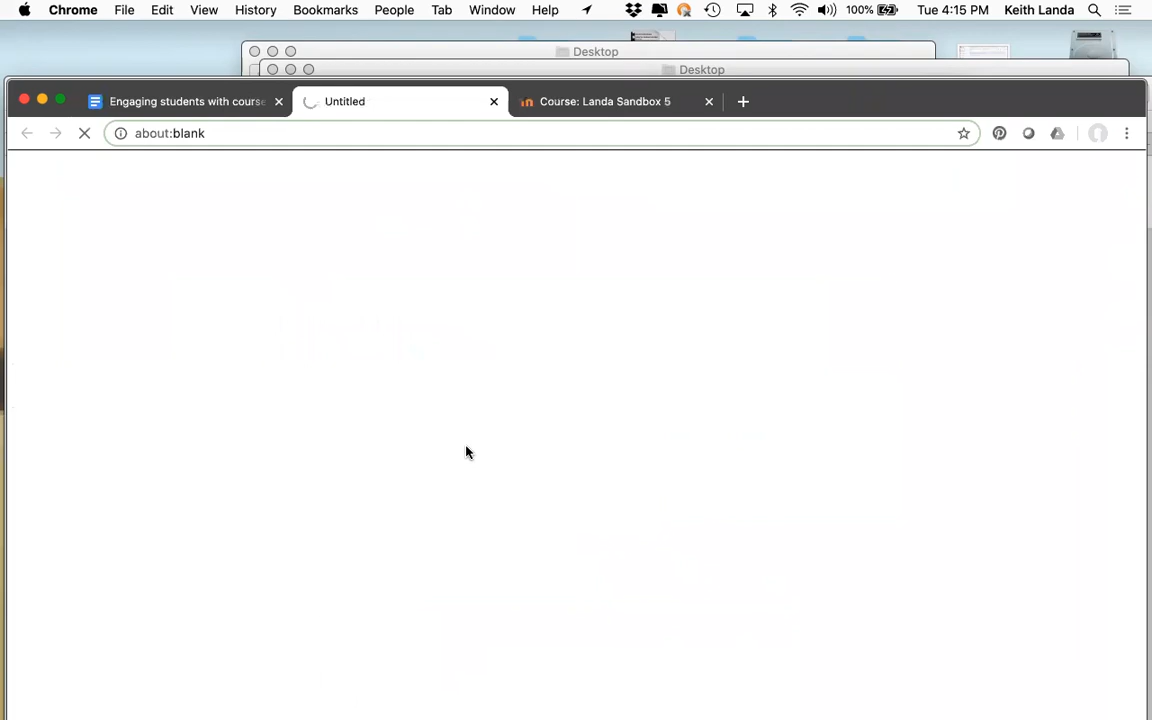 Chrome File Edit View History Bookmarks People Tab Window Help 100% Tue 4:15 PM Keith Landa
Desktop
Desktop
Engaging students with course Untitled Course: Landa Sandbox 5
about:blank